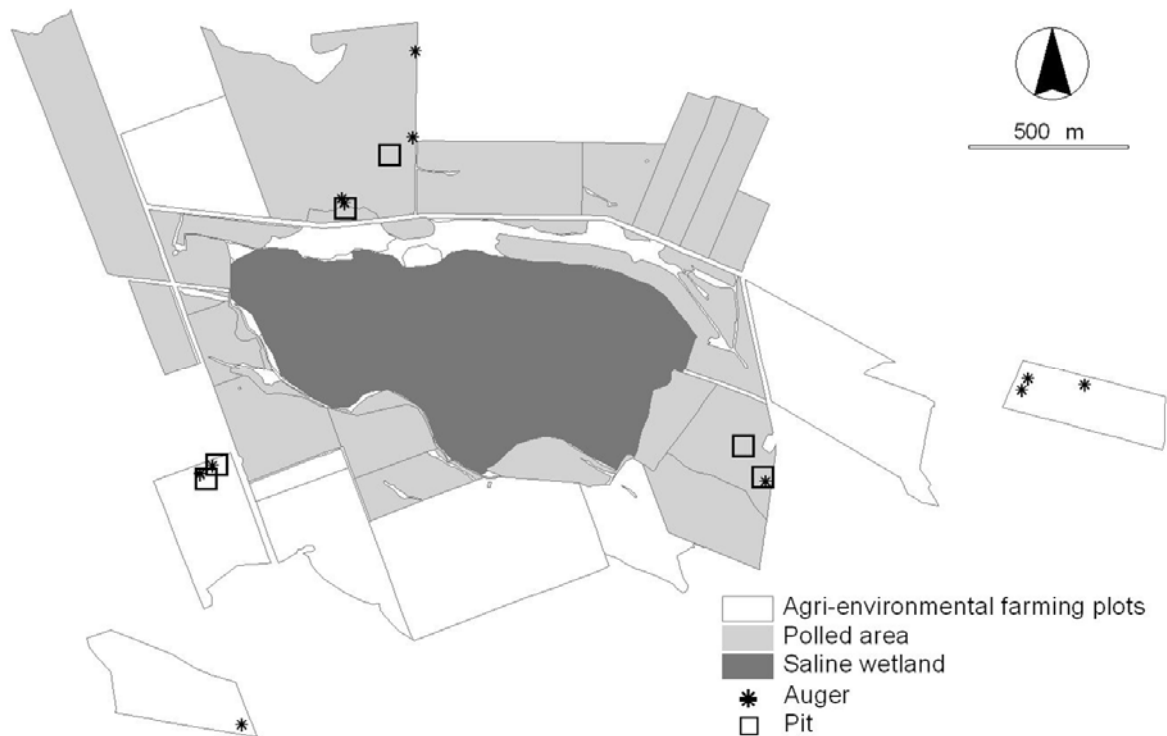 500 m
Agri-environmental farming plots
Polled area
Saline wetland
Auger
Pit